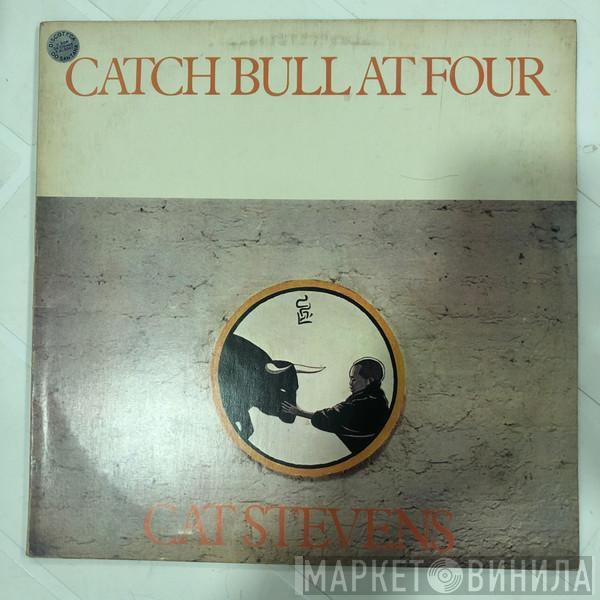 CATCH BULL AT FOUR
CAT STEVENS
МАРКЕТ ВИНИЛА